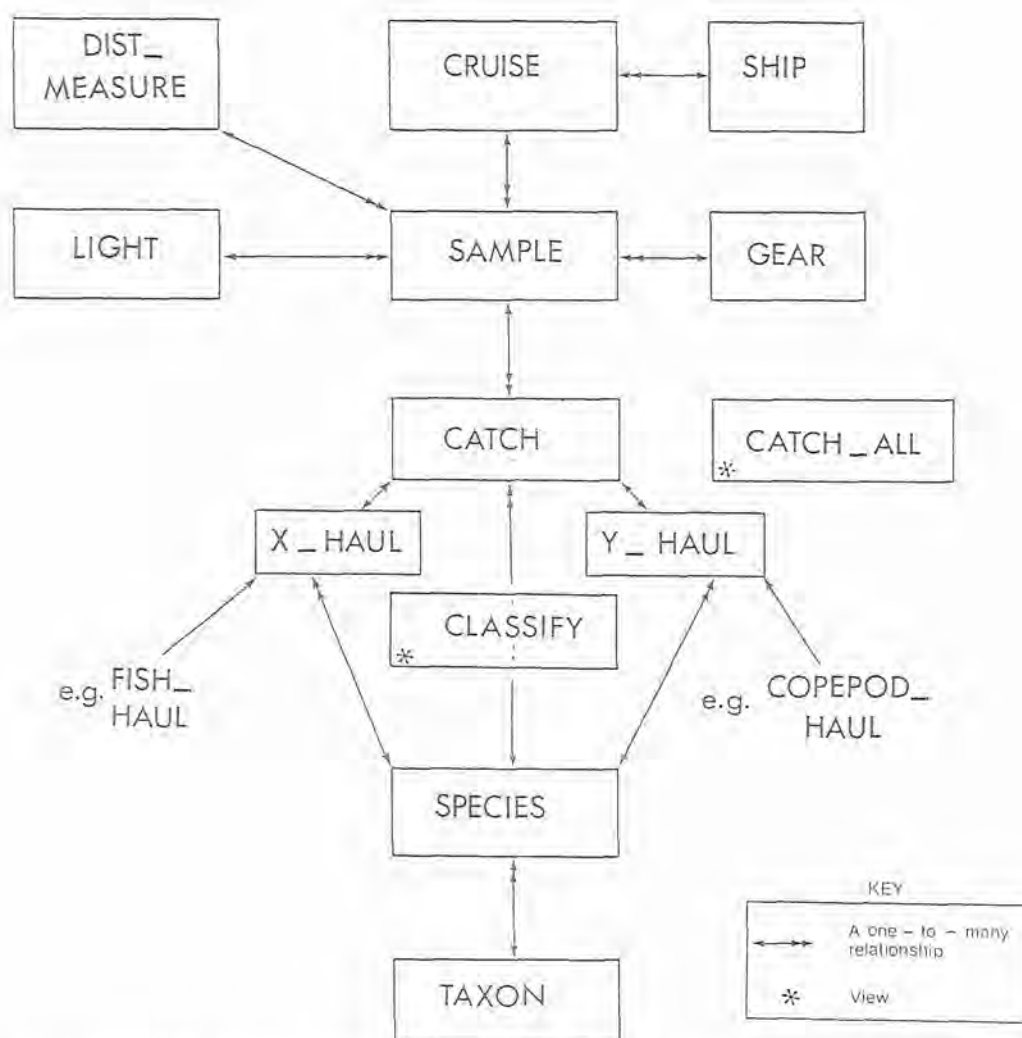 DIST_
MEASURE
CRUISE
SHIP
LIGHT
SAMPLE
GEAR
CATCH
* CATCH_ALL
X_HAUL
Y_HAUL
* CLASSIFY
e.g. FISH_
HAUL
e.g. COPEPOD_
HAUL
SPECIES
TAXON
KEY
A one - to - many
relationship
* View